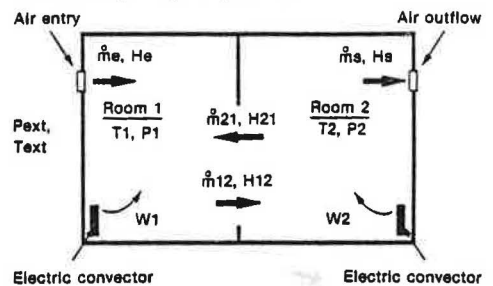 Air entry
Air outflow
ṁe, He
ṁs, Hs
Room 1
T1, P1
ṁ21, H21
Room 2
T2, P2
Pext,
Text
ṁ12, H12
W1
W2
Electric convector
Electric convector